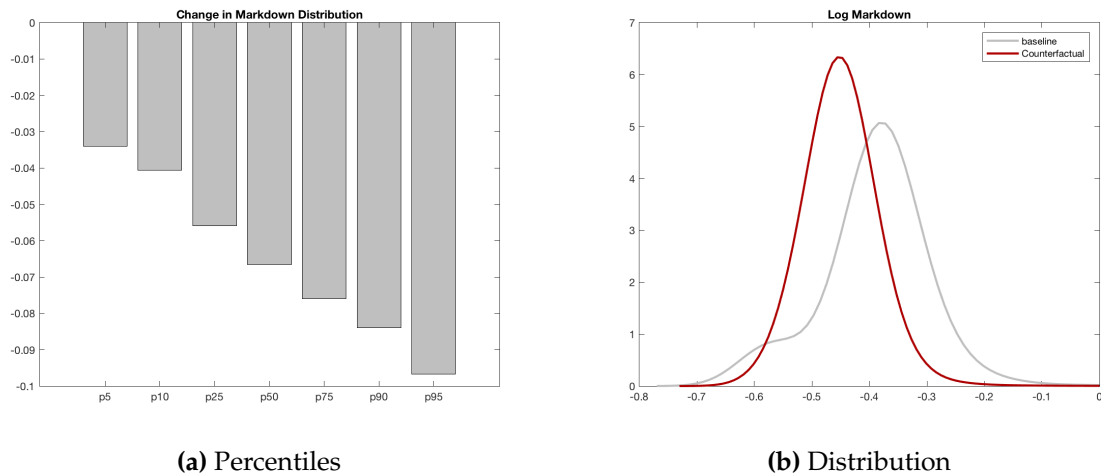 Change in Markdown Distribution
0
-0.01
-0.02
-0.03
-0.04
-0.05
-0.06
-0.07
-0.08
-0.09
-0.1
p5 p10 p25 p50 p75 p90 p95
(a) Percentiles
Log Markdown
7
6
5
4
3
2
1
0
baseline
Counterfactual
-0.8 -0.7 -0.6 -0.5 -0.4 -0.3 -0.2 -0.1 0
(b) Distribution